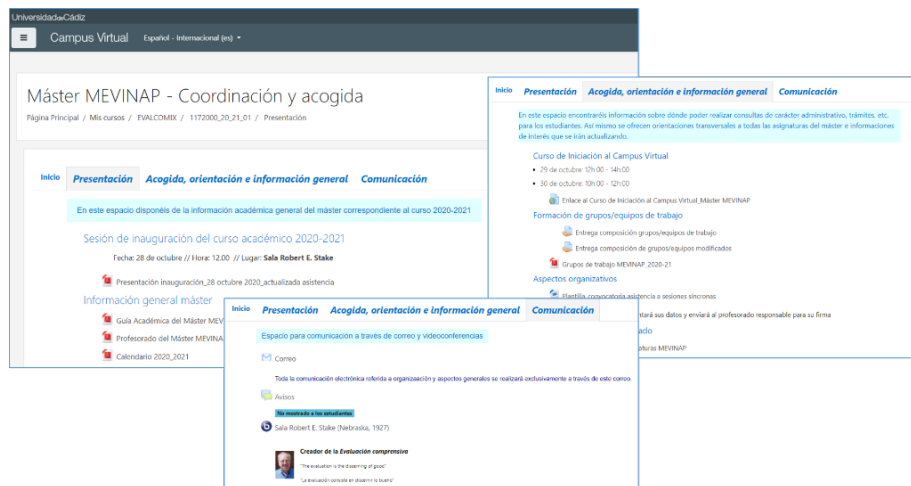 UniversidaddeCádiz
Campus Virtual Español - Internacional (es)
Máster MEVINAP - Coordinación y acogida
Página Principal / Mis cursos / EVALCOMIX / 1172000_20_21_01 / Presentación
Inicio Presentación Acogida, orientación e información general Comunicación
En este espacio disponéis de la información académica general del máster correspondiente al curso 2020-2021
Sesión de inauguración del curso académico 2020-2021
Fecha: 28 de octubre // Hora: 12.00 // Lugar: Sala Robert E. Stake
Presentación inauguración_28 octubre 2020_actualizada asistencia
Información general máster
Guía Académica del Máster MEV
Profesorado del Máster MEVINA
Calendario 2020_2021
Inicio Presentación Acogida, orientación e información general Comunicación
En este espacio encontraréis información sobre dónde poder realizar consultas de carácter administrativo, trámites, etc.
para los estudiantes. Así mismo se ofrecen orientaciones transversales a todas las asignaturas del máster e informaciones
de interés que se irán actualizando.
Curso de Iniciación al Campus Virtual
29 de octubre: 12h:00 - 14h:00
30 de octubre: 10h:00 - 12h:00
Enlace al Curso de Iniciación al Campus Virtual_Máster MEVINAP
Formación de grupos/equipos de trabajo
Entrega composición grupos/equipos de trabajo
Entrega composición de grupos/equipos modificados
Grupos de trabajo MEVINAP_2020-21
Aspectos organizativos
Plantilla convocatoria asistencia a sesiones síncronas
ntará sus datos y enviará al profesorado responsable para su firma
ado
aturas MEVINAP
Inicio Presentación Acogida, orientación e información general Comunicación
Espacio para comunicación a través de correo y videoconferencias
Correo
Toda la comunicación electrónica referida a organizaación y aspectos generales se realizará exclusivamente a través de este correo.
Avisos
No mostrado a los estudiantes
Sala Robert E. Stake (Nebraska, 1927)
Creador de la Evaluación comprensiva
"The evaluation is the discerning of good"
"La evaluación consiste en discernir lo bueno"